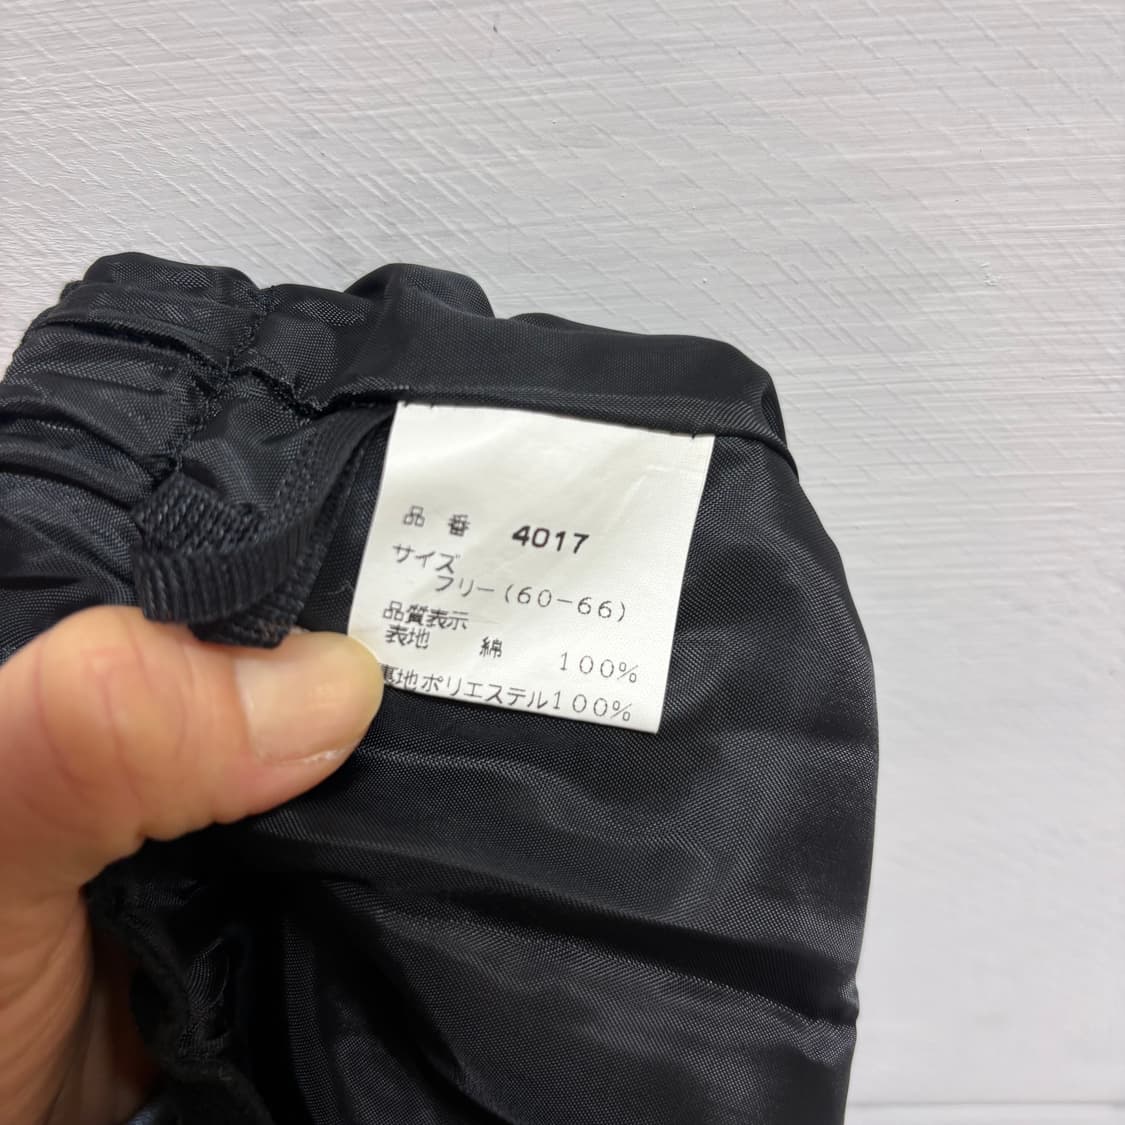 品番 4017
サイズ
フリー(60-66)
品質表示
表地 綿 100%
裏地ポリエステル100%